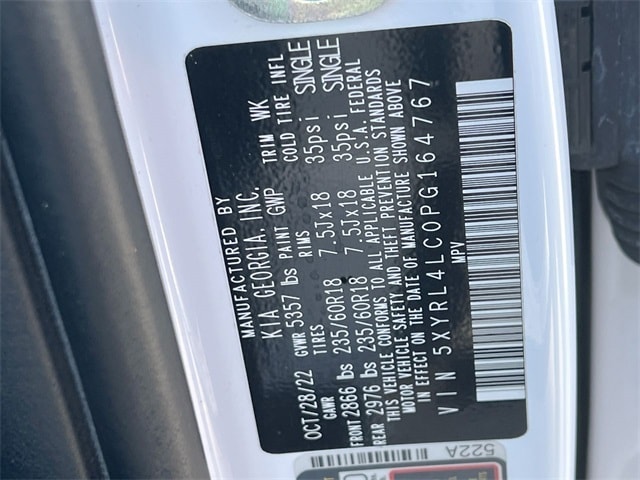 MANUFACTURED BY
KIA GEORGIA, INC.
OCT/28/22 GVWR 5357 lbs PAINT GWP TRIM WK
GAWR TIRES RIMS COLD TIRE INFL
FRONT 2866 lbs 235/60R18 7.5Jx18 35psi SINGLE
REAR 2976 lbs 235/60R18 7.5Jx18 35psi SINGLE
THIS VEHICLE CONFORMS TO ALL APPLICABLE U.S.A. FEDERAL
MOTOR VEHICLE SAFETY AND THEFT PREVENTION STANDARDS
IN EFFECT ON THE DATE OF MANUFACTURE SHOWN ABOVE
VIN 5XYRL4LC0PG164767
MPV
522A